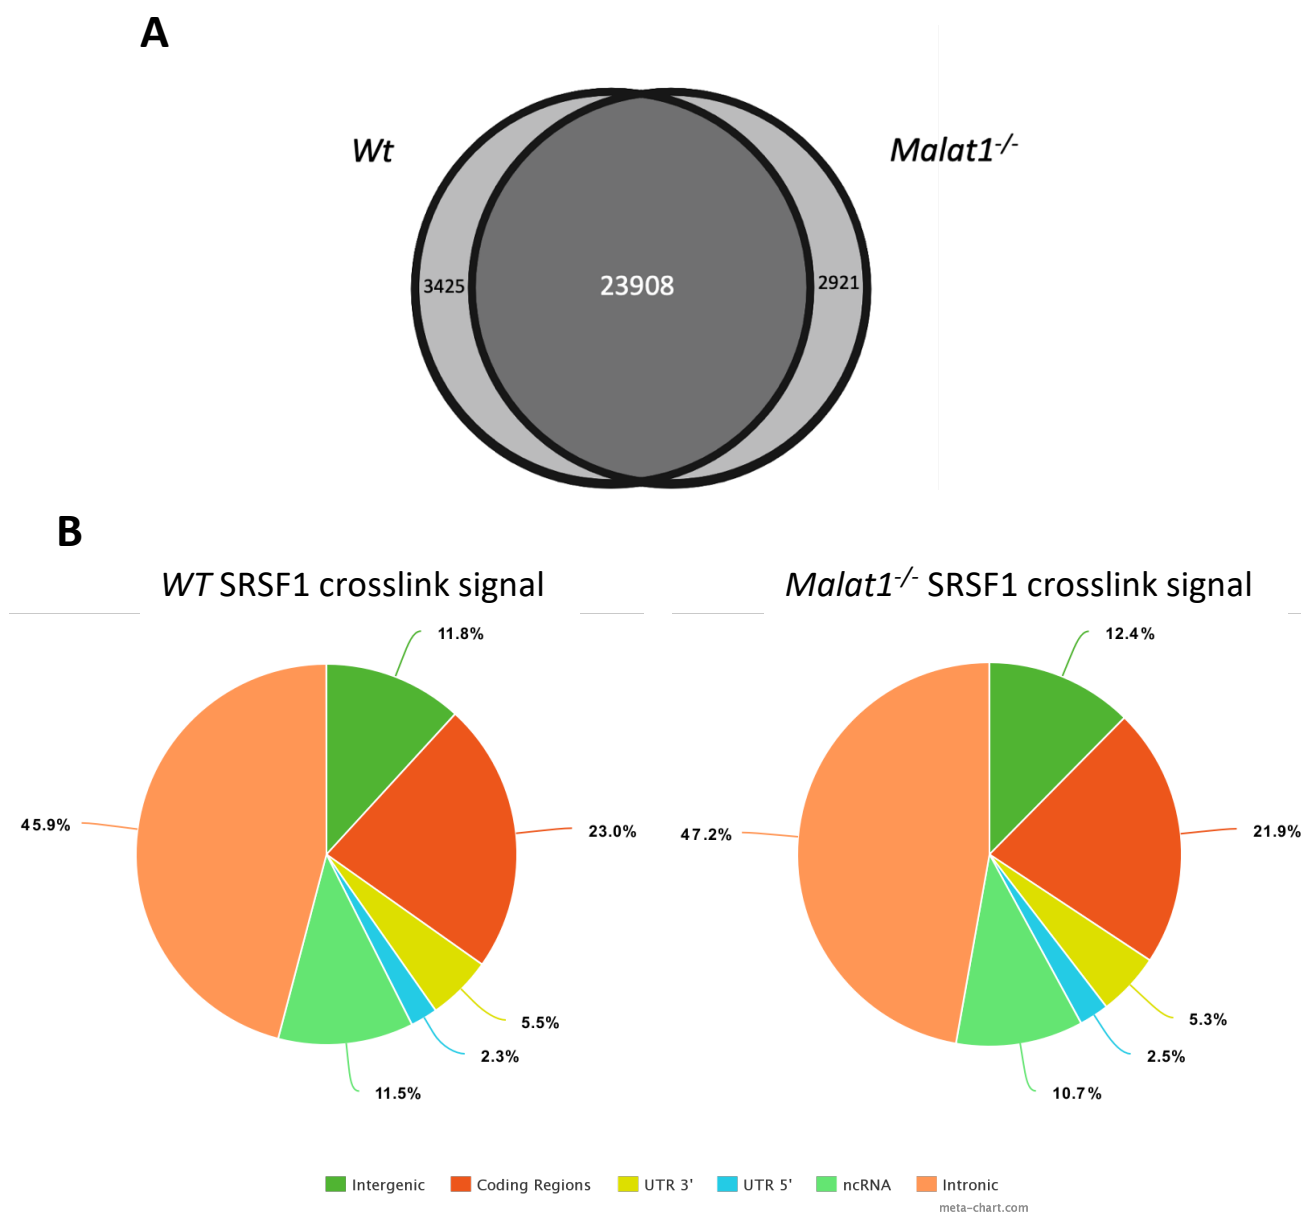 A
Wt
Malat1-/-
3425
23908
2921
B
WT SRSF1 crosslink signal
Malat1-/- SRSF1 crosslink signal
11.8%
23.0%
5.5%
2.3%
11.5%
45.9%
12.4%
21.9%
5.3%
2.5%
10.7%
47.2%
Intergenic
Coding Regions
UTR 3'
UTR 5'
ncRNA
Intronic
meta-chart.com